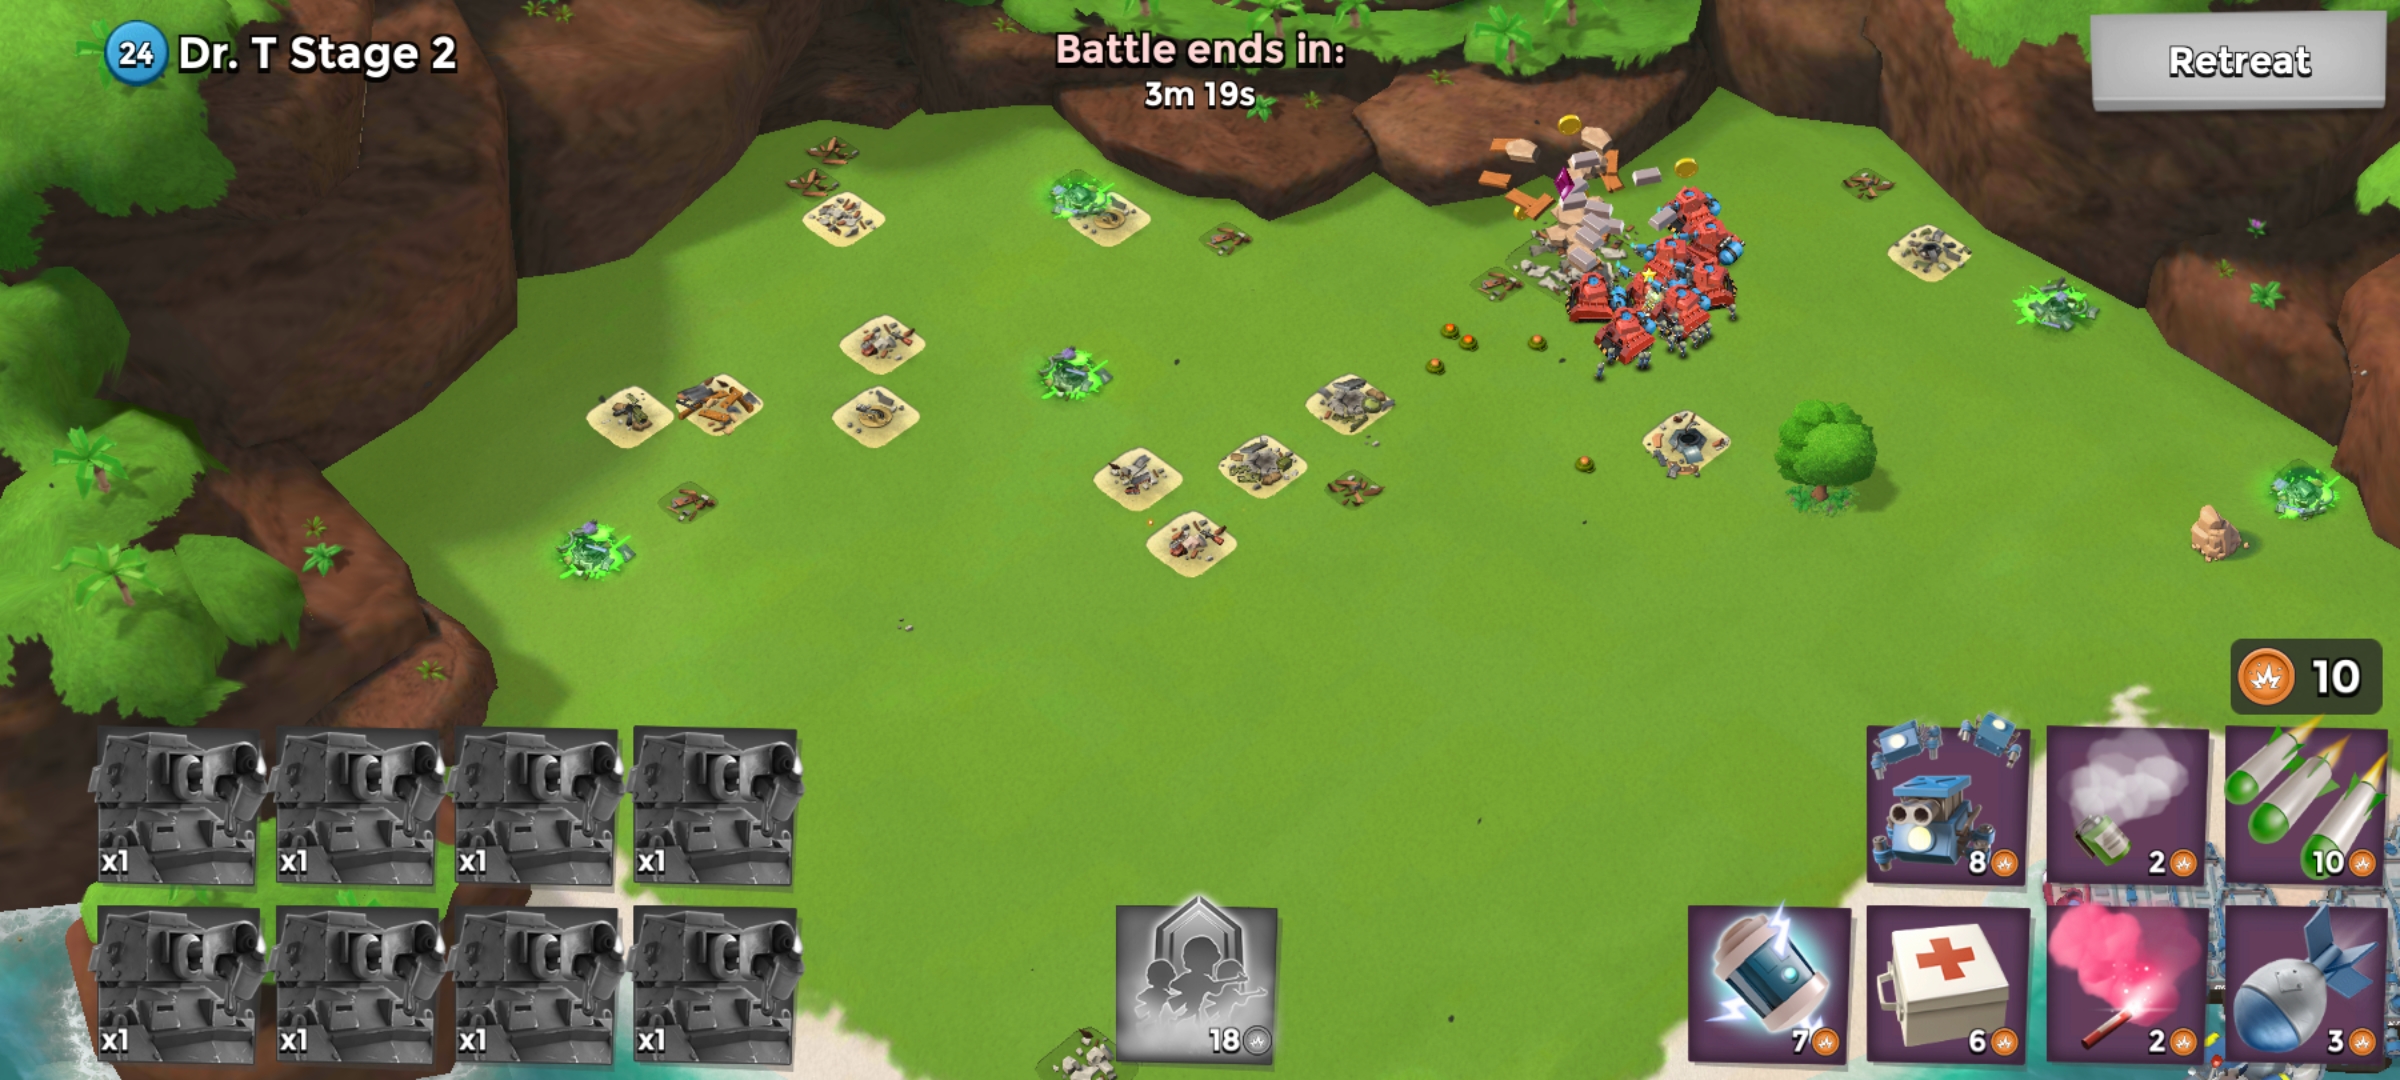 24 Dr. T Stage 2
Battle ends in:
3m 19s
Retreat
10
x1 x1 x1 x1
8 2 10
x1 x1 x1 x1
18
7 6 2 3